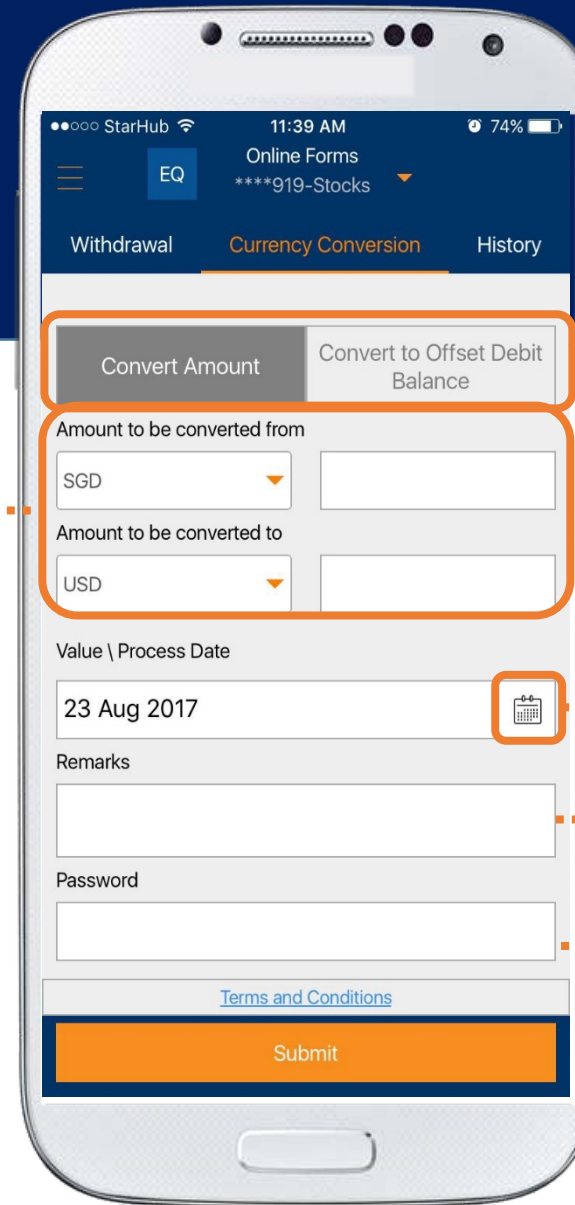 ●●○○○ StarHub 11:39 AM 74%
EQ
Online Forms
****919-Stocks
Withdrawal Currency Conversion History
Convert Amount
Convert to Offset Debit
Balance
Amount to be converted from
SGD
Amount to be converted to
USD
Value \ Process Date
23 Aug 2017
Remarks
Password
Terms and Conditions
Submit